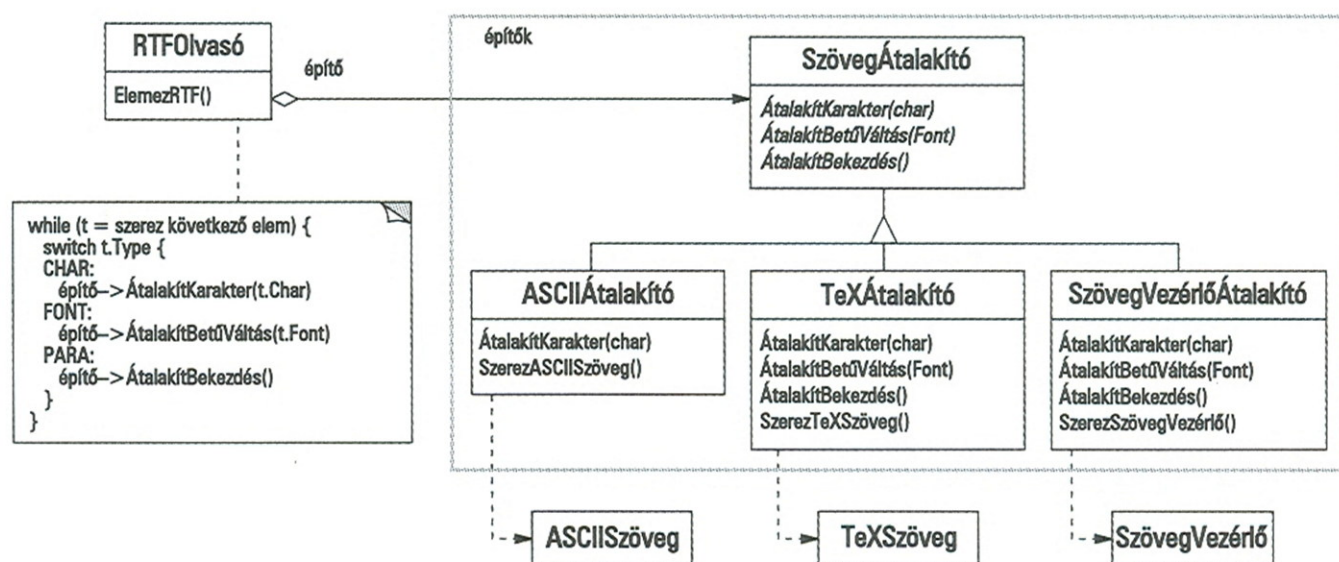 RTFOlvasó
ElemezRTF()
építő
építők
SzövegÁtalakító
ÁtalakítKarakter(char)
ÁtalakítBetűVáltás(Font)
ÁtalakítBekezdés()
while (t = szerez következő elem) {
switch t.Type {
CHAR:
építő–>ÁtalakítKarakter(t.Char)
FONT:
építő–>ÁtalakítBetűVáltás(t.Font)
PARA:
építő–>ÁtalakítBekezdés()
}
}
ASCIIÁtalakító
ÁtalakítKarakter(char)
SzerezASCIISzöveg()
TeXÁtalakító
ÁtalakítKarakter(char)
ÁtalakítBetűVáltás(Font)
ÁtalakítBekezdés()
SzerezTeXSzöveg()
SzövegVezérlőÁtalakító
ÁtalakítKarakter(char)
ÁtalakítBetűVáltás(Font)
ÁtalakítBekezdés()
SzerezSzövegVezérlő()
ASCIISzöveg
TeXSzöveg
SzövegVezérlő